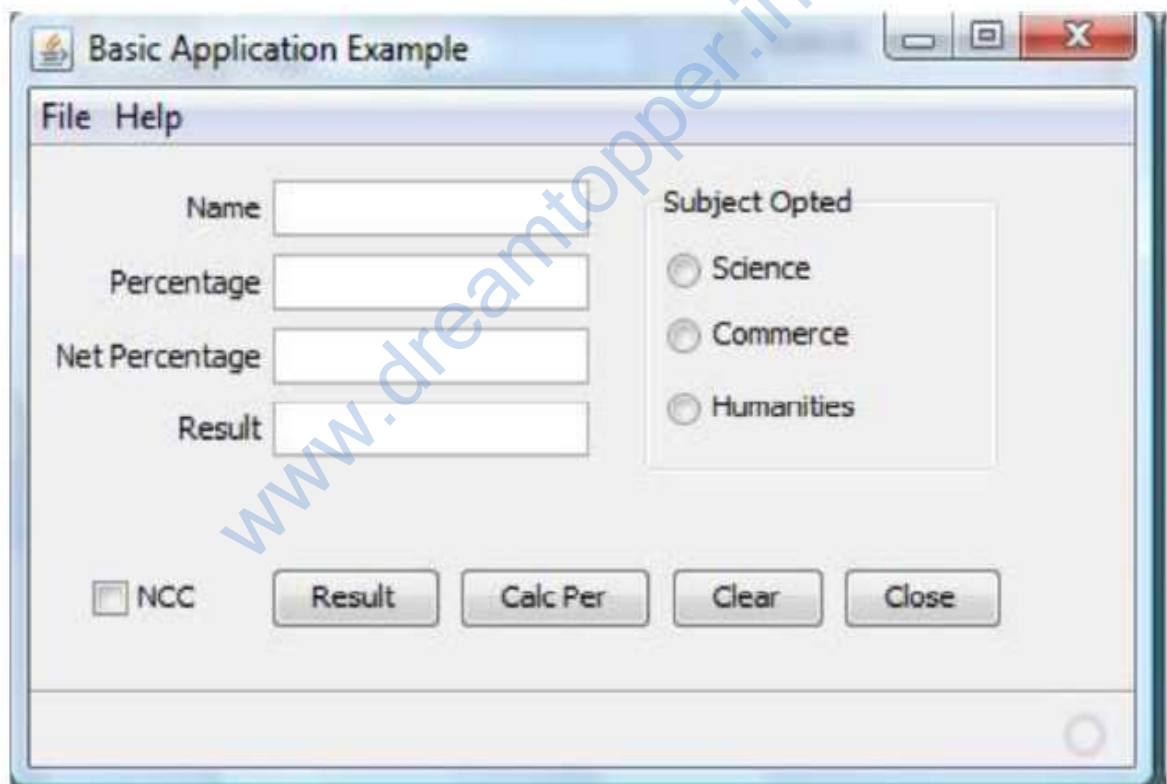 Basic Application Example
File Help
Name
Percentage
Net Percentage
Result
Subject Opted
Science
Commerce
Humanities
NCC
Result
Calc Per
Clear
Close
www.dreamtopper.in